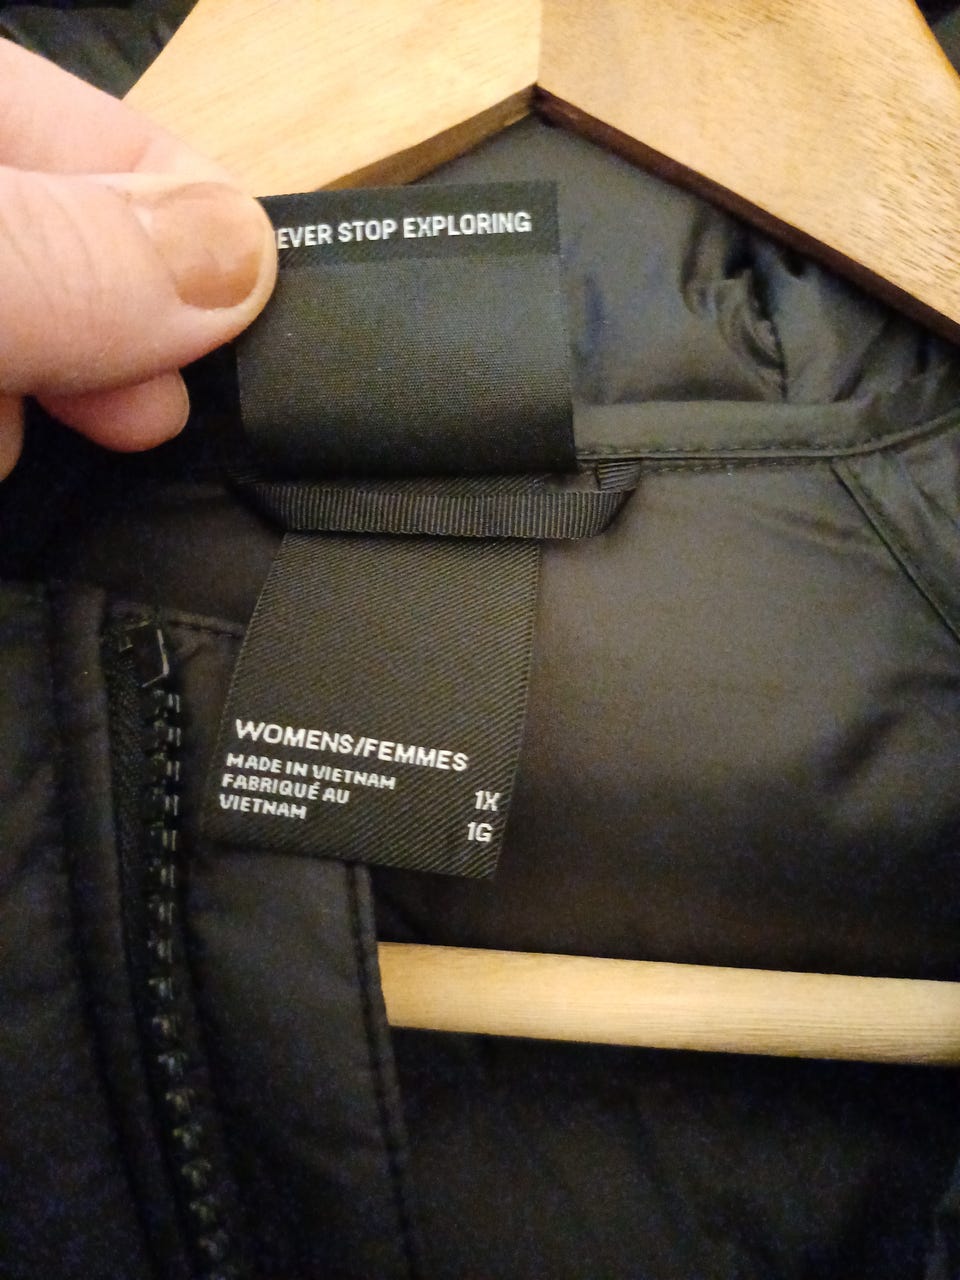 EVER STOP EXPLORING
WOMENS/FEMMES
MADE IN VIETNAM
FABRIQUÉ AU
VIETNAM
1X
1G